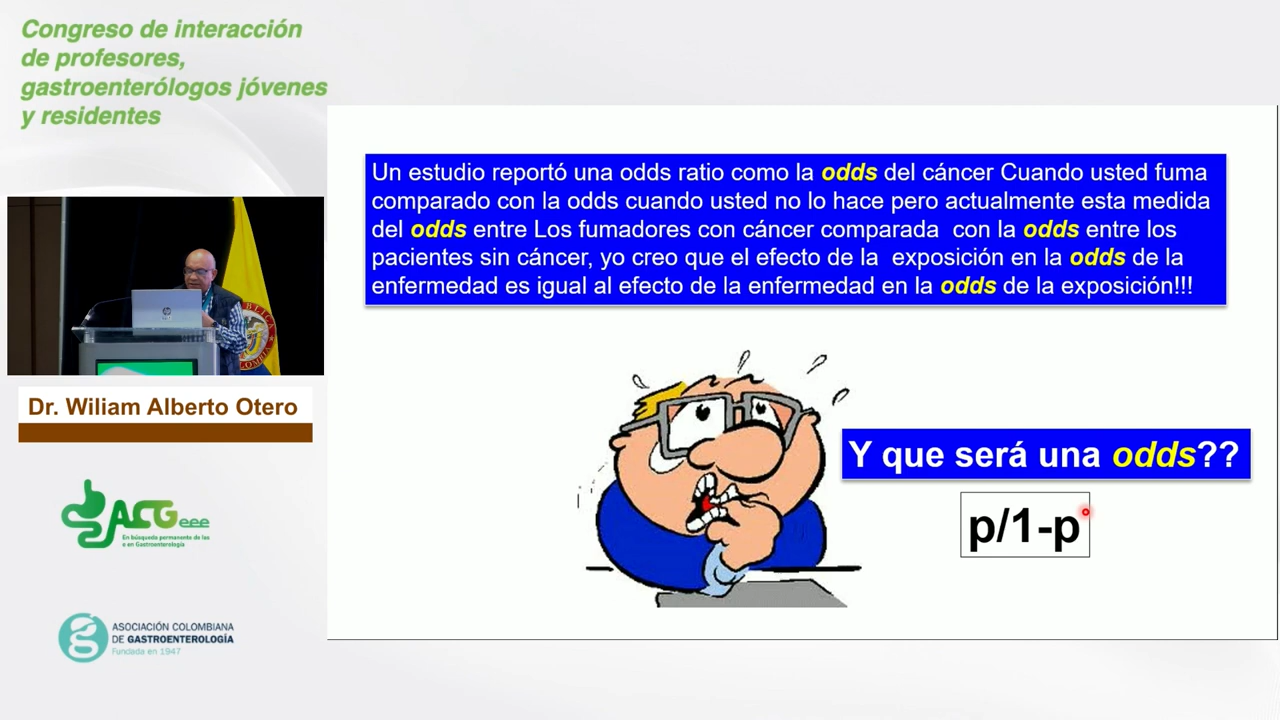 Congreso de interacción
de profesores,
gastroenterólogos jóvenes
y residentes
Un estudio reportó una odds ratio como la odds del cáncer Cuando usted fuma
comparado con la odds cuando usted no lo hace pero actualmente esta medida
del odds entre Los fumadores con cáncer comparada con la odds entre los
pacientes sin cáncer, yo creo que el efecto de la exposición en la odds de la
enfermedad es igual al efecto de la enfermedad en la odds de la exposición!!!
Dr. Wiliam Alberto Otero
Y que será una odds??
p/1-p
ACGeee
En búsqueda permanente de las
e en Gastroenterología
ASOCIACIÓN COLOMBIANA
DE GASTROENTEROLOGÍA
Fundada en 1947
hp